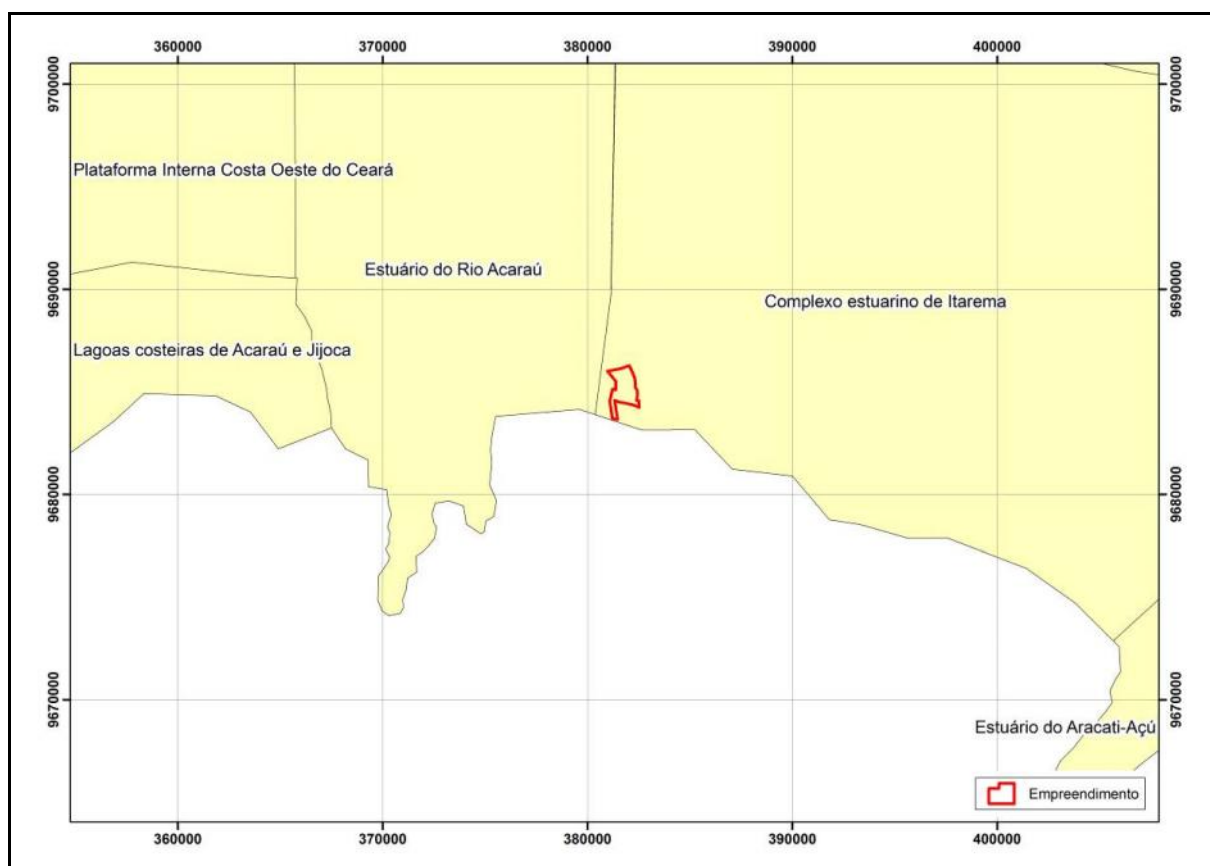 360000 370000 380000 390000 400000
9700000 9700000
Plataforma Interna Costa Oeste do Ceará
Estuário do Rio Acaraú
9690000 9690000
Complexo estuarino de Itarema
Lagoas costeiras de Acaraú e Jijoca
9680000 9680000
9670000 9670000
Estuário do Aracati-Açú
Empreendimento
360000 370000 380000 390000 400000